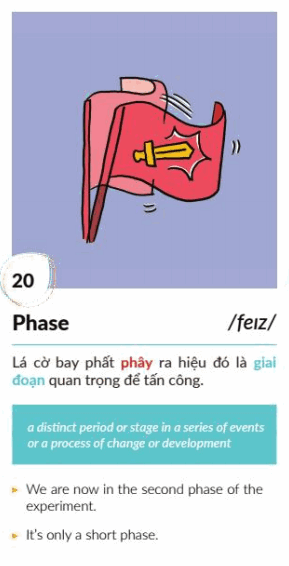 20
Phase /feɪz/
Lá cờ bay phất phây ra hiệu đó là giai
đoạn quan trọng để tấn công.
a distinct period or stage in a series of events
or a process of change or development
We are now in the second phase of the
experiment.
It's only a short phase.